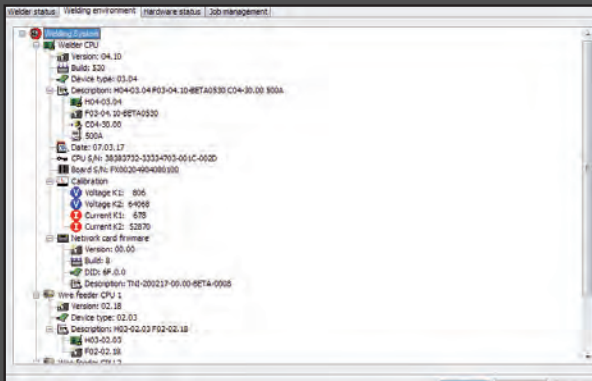 Welder status
Welding environment
Hardware status
Job management
Welding System
Welder CPU
Version: 04.10
Build: 530
Device type: 03.04
Description: H04-03.04 F03-04.10-BETA0530 C04-30.00 500A
H04-03.04
F03-04.10-BETA0530
C04-30.00
500A
Date: 07.03.17
CPU S/N: 38383732-33334703-001C-002D
Board S/N: FX00204904080100
Calibration
Voltage K1: 806
Voltage K2: 64068
Current K1: 678
Current K2: 52870
Network card firmware
Version: 00.00
Build: 8
DID: 6F.0.0
Description: TNI-200217-00.00-BETA-0008
Wire feeder CPU 1
Version: 02.18
Device type: 02.03
Description: H02-02.03 F02-02.18
H02-02.03
F02-02.18